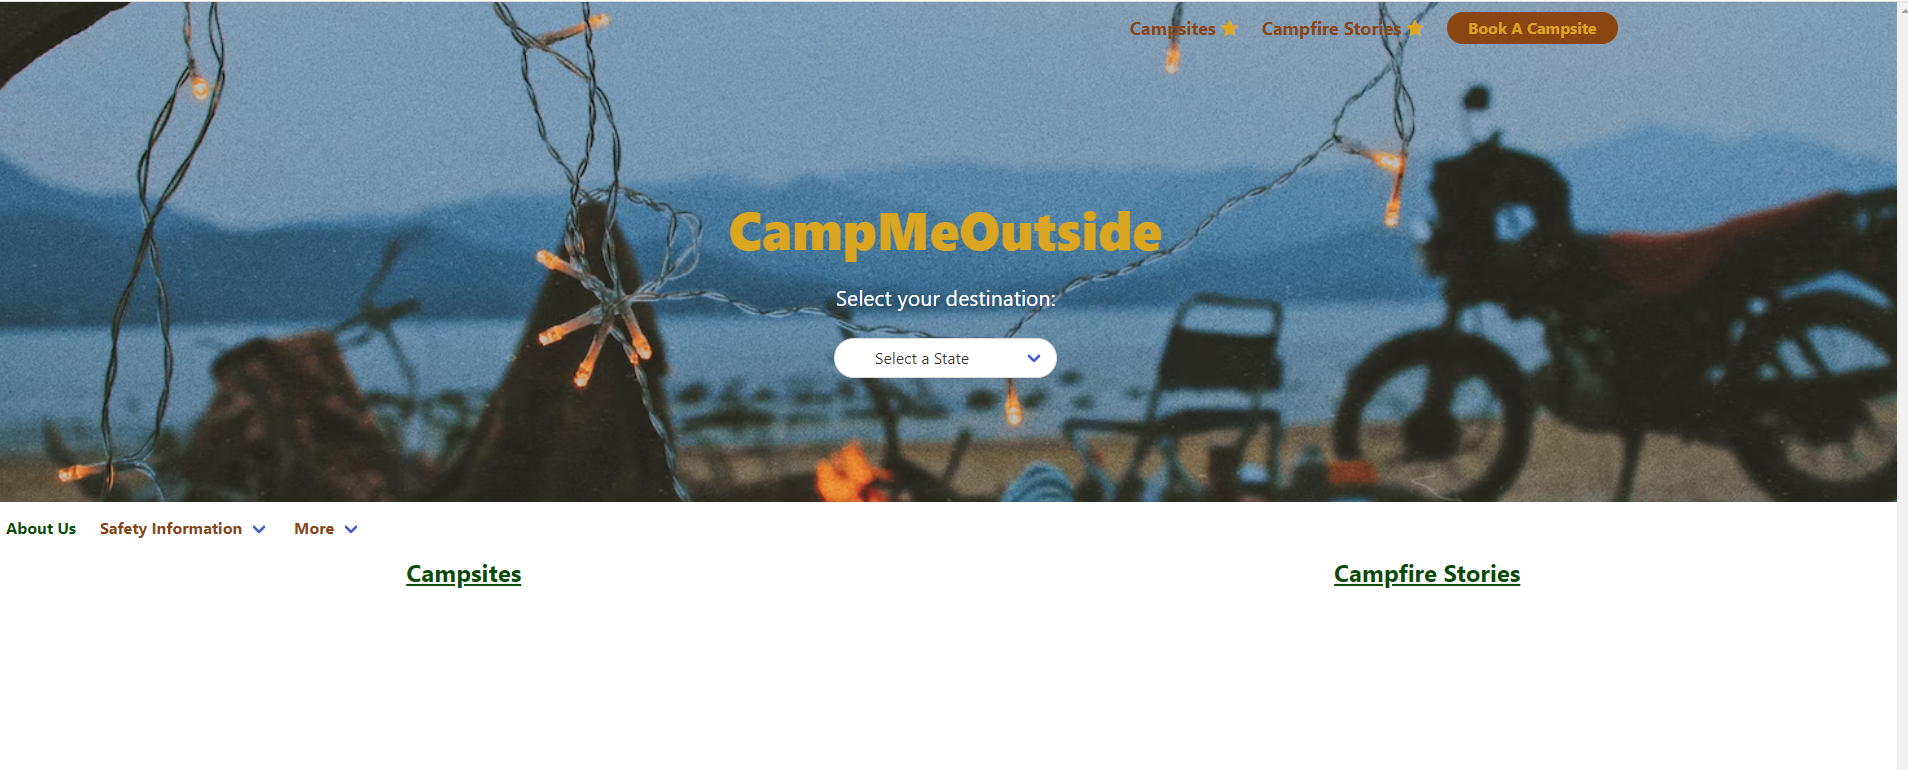 Campsites Campfire Stories Book A Campsite
CampMeOutside
Select your destination:
Select a State
About Us Safety Information More
Campsites Campfire Stories